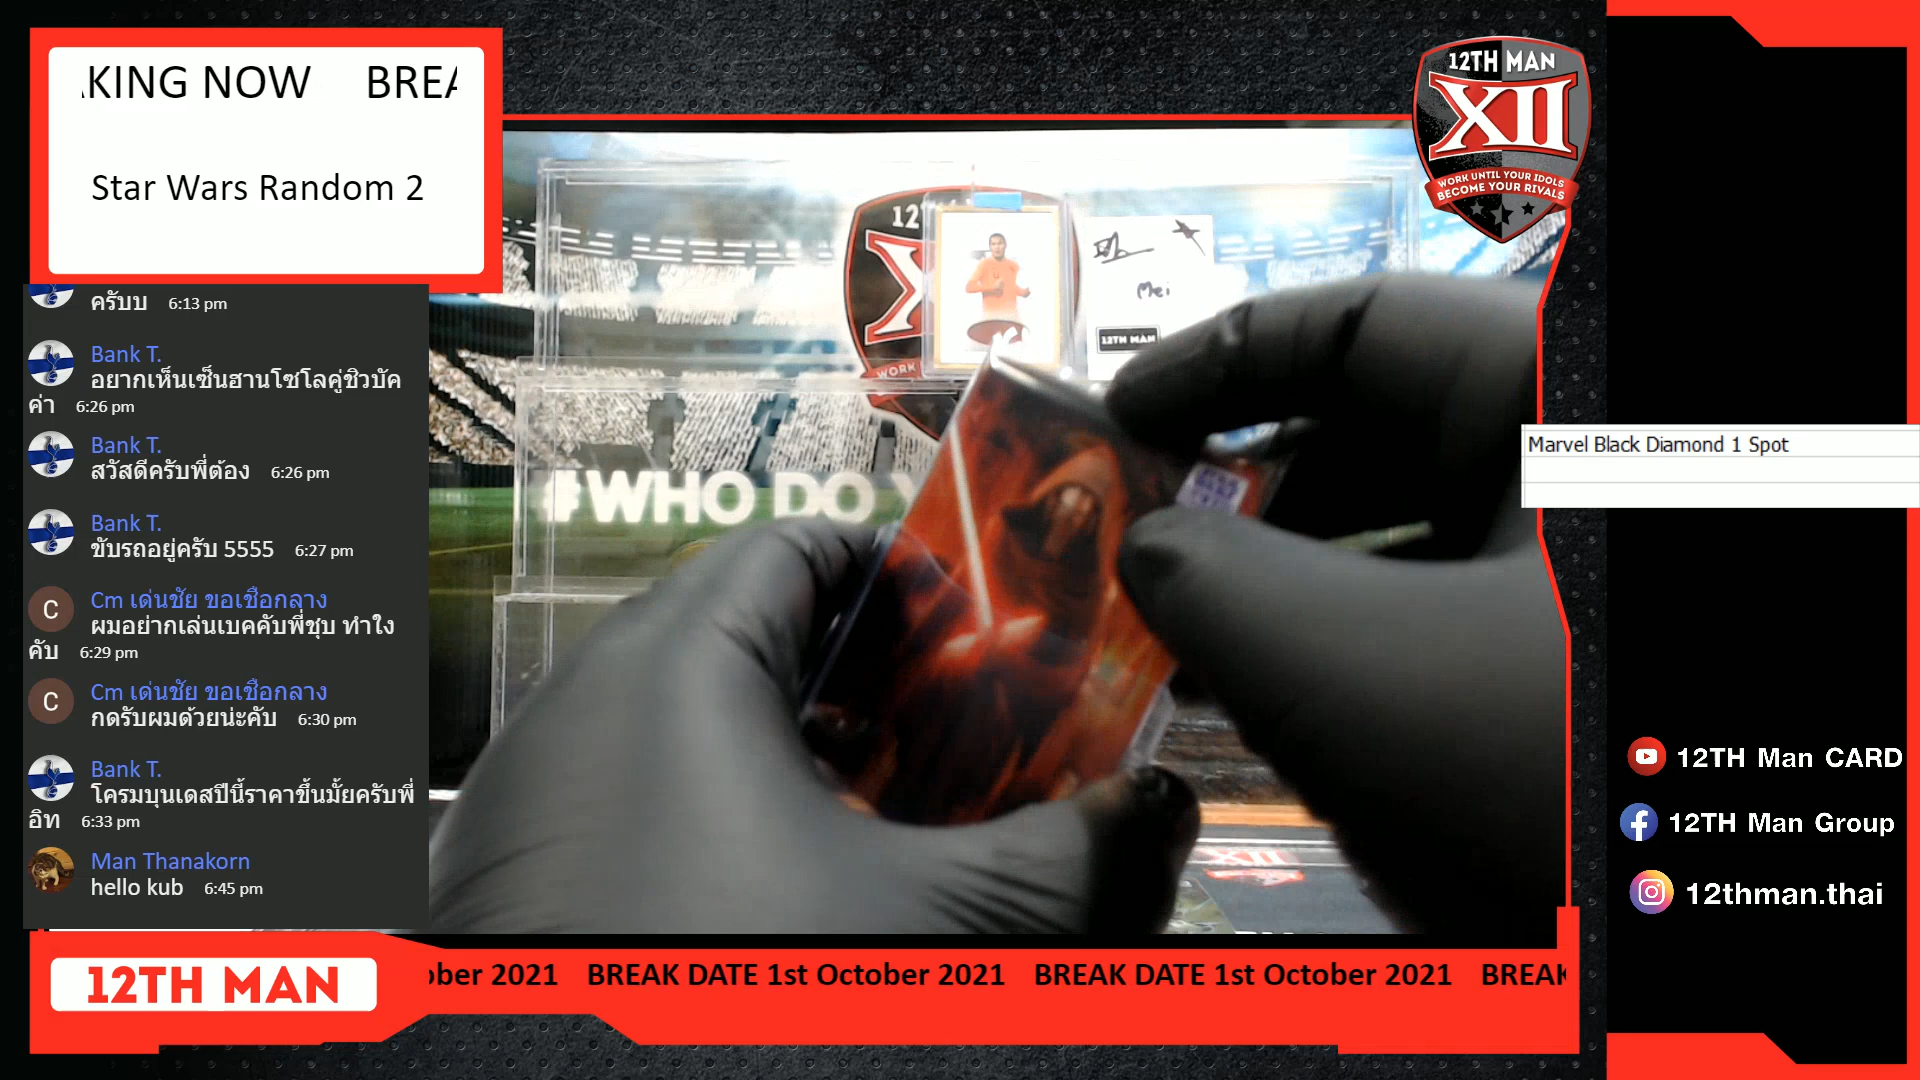 KING NOW BREA
Star Wars Random 2
ครับบ 6:13 pm
Bank T.
อยากเห็นเซ็นฮานโซโลคู่ชิวบัค
ค่า 6:26 pm
Bank T.
สวัสดีครับพี่ต้อง 6:26 pm
Bank T.
ขับรถอยู่ครับ 5555 6:27 pm
C
Cm เด่นชัย ขอเชือกลาง
ผมอย่ากเล่นเบคคับพี่ชุบ ทำใง
คับ 6:29 pm
C
Cm เด่นชัย ขอเชือกลาง
กดรับผมด้วยน่ะคับ 6:30 pm
Bank T.
โครมบุนเดสปีนี้ราคาขึ้นมั้ยครับพี่
อิท 6:33 pm
Man Thanakorn
hello kub 6:45 pm
12TH MAN
XII
WORK UNTIL YOUR IDOLS
BECOME YOUR RIVALS
12
WORK
Mei
12TH MAN
#WHO DO
XII
Marvel Black Diamond 1 Spot
12TH Man CARD
12TH Man Group
12thman.thai
12TH MAN
ober 2021 BREAK DATE 1st October 2021 BREAK DATE 1st October 2021 BREAK